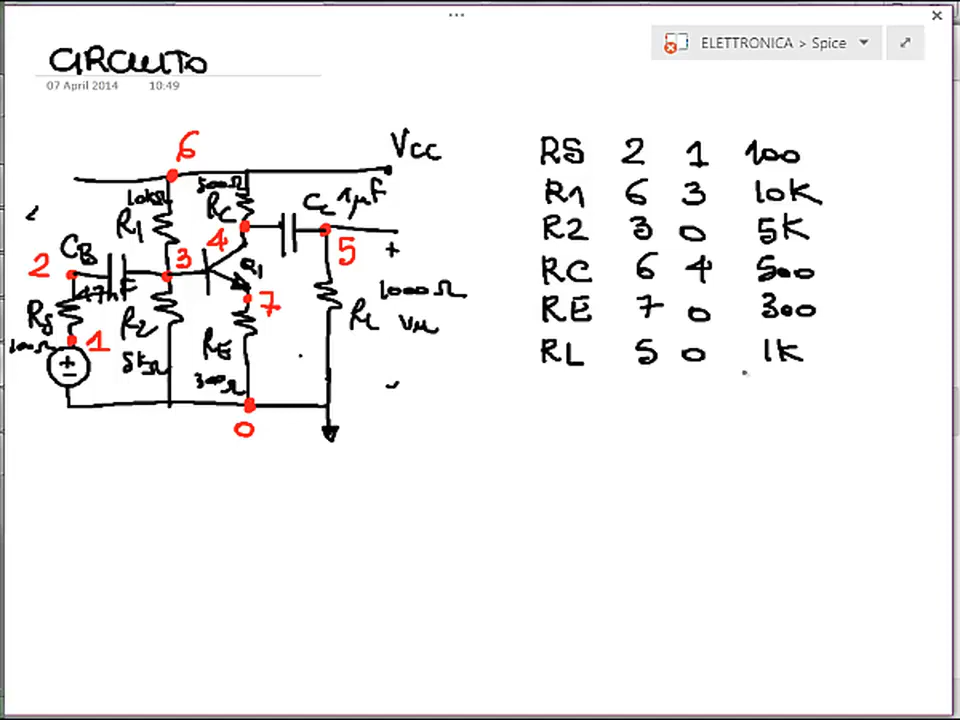 ELETTRONICA > Spice
CIRCUITO
07 April 2014 10:49
6
VCC
10kΩ
500Ω
R1
RC
CL 1μF
4
5
+
2
CB
3
Q1
47nF
7
1000Ω
RS
R2
RL
Vu
1
RE
100Ω
5kΩ
300Ω
+
-
0
-
RS 2 1 100
R1 6 3 10K
R2 3 0 5K
RC 6 4 500
RE 7 0 300
RL 5 0 1K